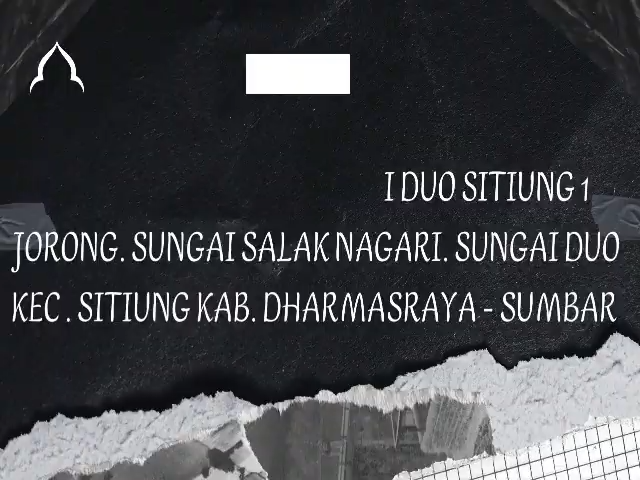 I DUO SITIUNG 1
JORONG. SUNGAI SALAK NAGARI. SUNGAI DUO
KEC . SITIUNG KAB. DHARMASRAYA - SUMBAR